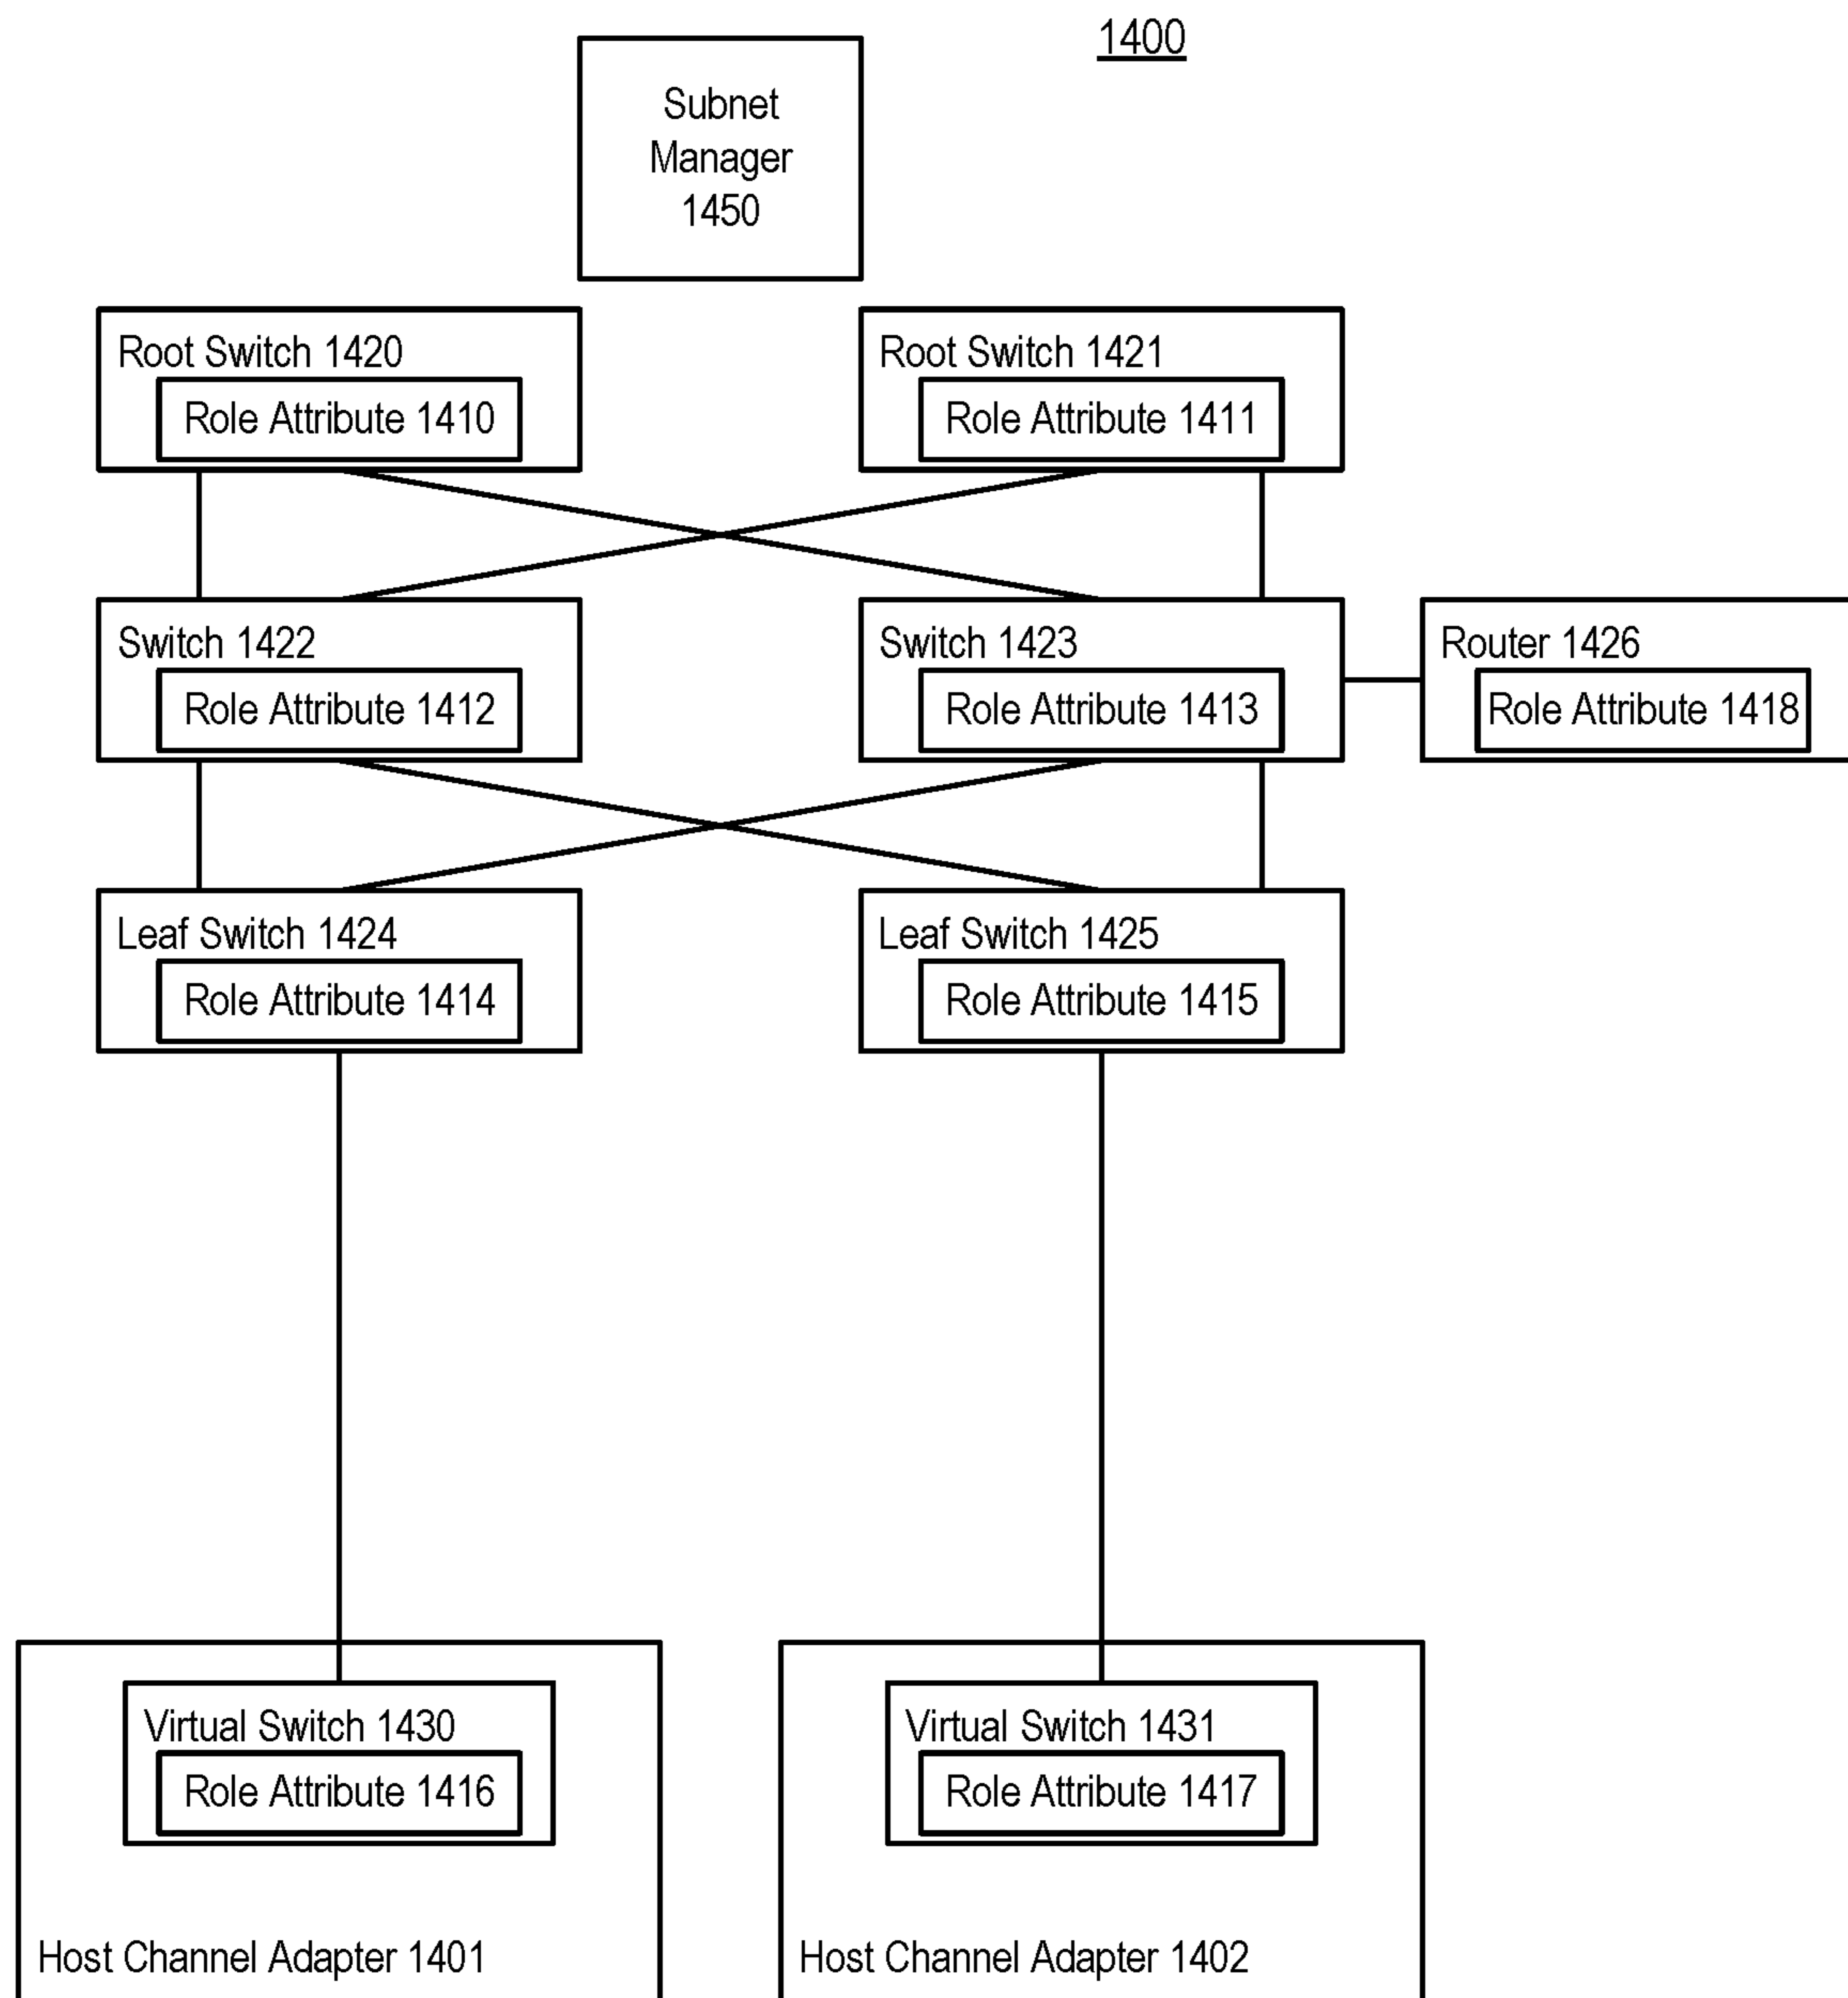 1400
Subnet
Manager
1450
Root Switch 1420
Role Attribute 1410
Root Switch 1421
Role Attribute 1411
Switch 1422
Role Attribute 1412
Switch 1423
Role Attribute 1413
Router 1426
Role Attribute 1418
Leaf Switch 1424
Role Attribute 1414
Leaf Switch 1425
Role Attribute 1415
Virtual Switch 1430
Role Attribute 1416
Host Channel Adapter 1401
Virtual Switch 1431
Role Attribute 1417
Host Channel Adapter 1402